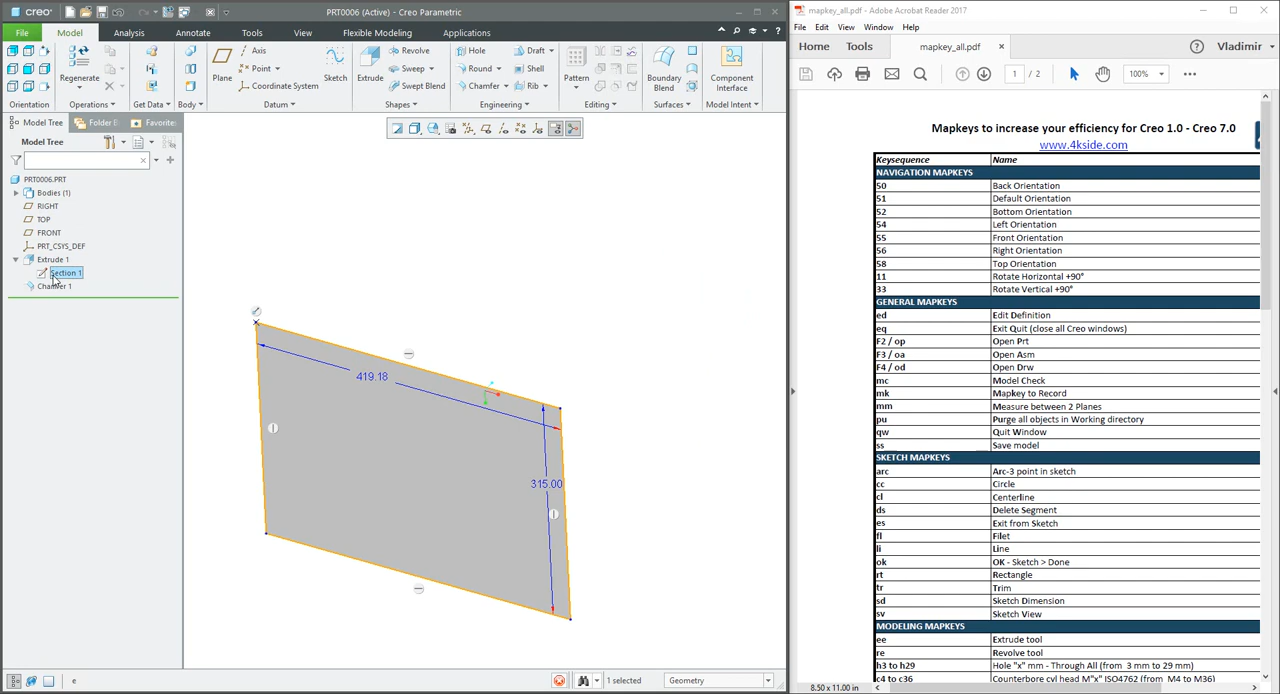 creo
PRT0006 (Active) - Creo Parametric
File
Model
Analysis
Annotate
Tools
View
Flexible Modeling
Applications
Regenerate
Plane
Axis
Point
Coordinate System
Sketch
Extrude
Revolve
Sweep
Swept Blend
Hole
Round
Chamfer
Draft
Shell
Rib
Pattern
Boundary
Blend
Component
Interface
Orientation
Operations
Get Data
Body
Datum
Shapes
Engineering
Editing
Surfaces
Model Intent
Model Tree
Folder B
Favorite
Model Tree
PRT0006.PRT
Bodies (1)
RIGHT
TOP
FRONT
PRT_CSYS_DEF
Extrude 1
Section 1
Chamfer 1
419.18
315.00
e
1 selected
Geometry
mapkey_all.pdf - Adobe Acrobat Reader 2017
File Edit View Window Help
Home Tools mapkey_all.pdf
Vladimir
1 / 2
100%
Mapkeys to increase your efficiency for Creo 1.0 - Creo 7.0
www.4kside.com
Keysequence Name
NAVIGATION MAPKEYS
50 Back Orientation
51 Default Orientation
52 Bottom Orientation
54 Left Orientation
55 Front Orientation
56 Right Orientation
58 Top Orientation
11 Rotate Horizontal +90°
33 Rotate Vertical +90°
GENERAL MAPKEYS
ed Edit Definition
eq Exit Quit (close all Creo windows)
F2 / op Open Prt
F3 / oa Open Asm
F4 / od Open Drw
mc Model Check
mk Mapkey to Record
mm Measure between 2 Planes
pu Purge all objects in Working directory
qw Quit Window
ss Save model
SKETCH MAPKEYS
arc Arc-3 point in sketch
cc Circle
cl Centerline
ds Delete Segment
es Exit from Sketch
fl Filet
li Line
ok OK - Sketch > Done
rt Rectangle
tr Trim
sd Sketch Dimension
sv Sketch View
MODELING MAPKEYS
ee Extrude tool
re Revolve tool
h3 to h29 Hole "x" mm - Through All (from 3 mm to 29 mm)
c4 to c36 Counterbore cyl head M"x" ISO4762 (from M4 to M36)
8.50 x 11.00 in